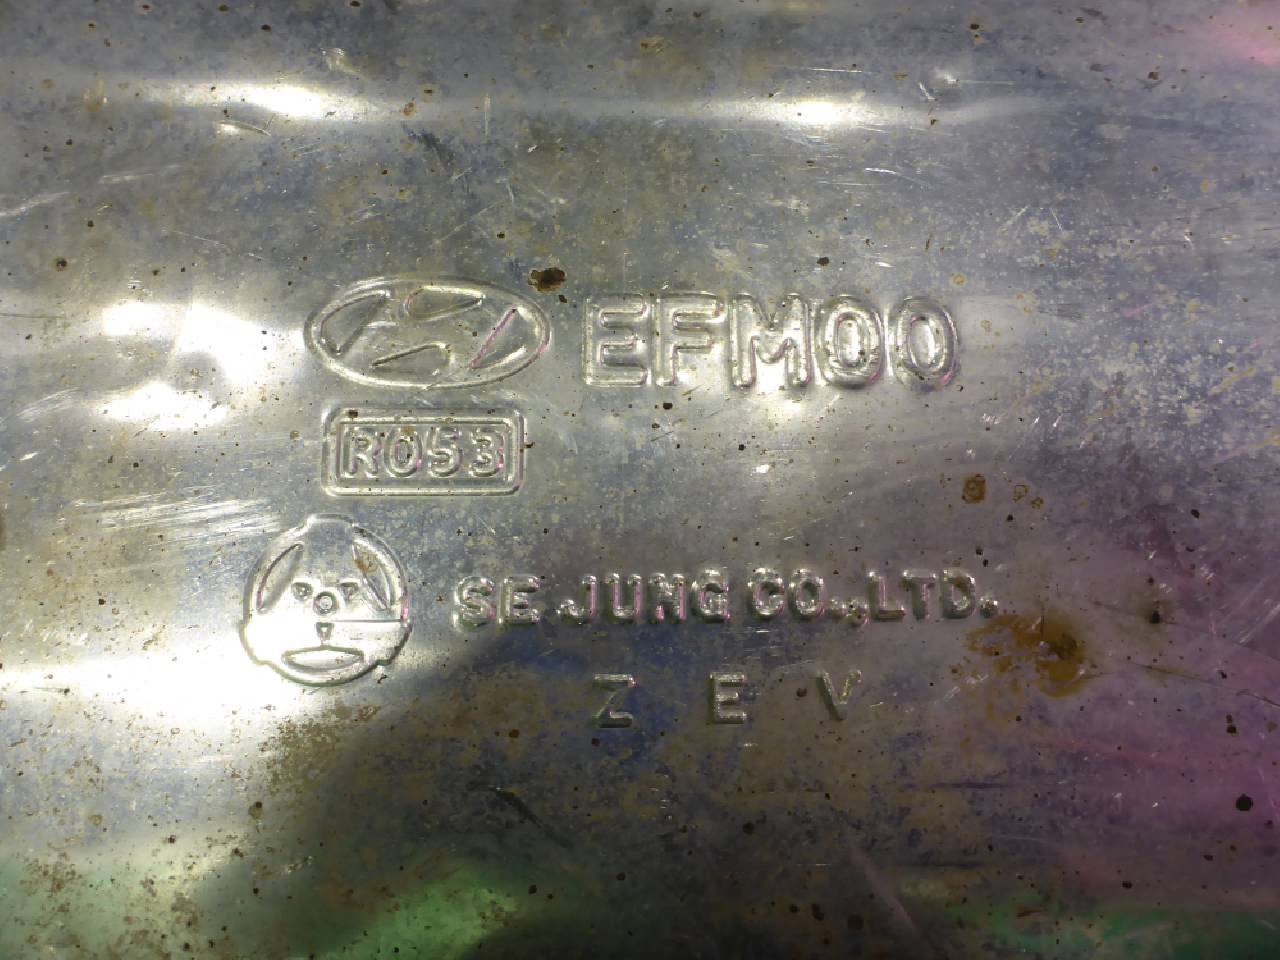 EFM00
R053
SE JUNG CO.,LTD.
Z E V